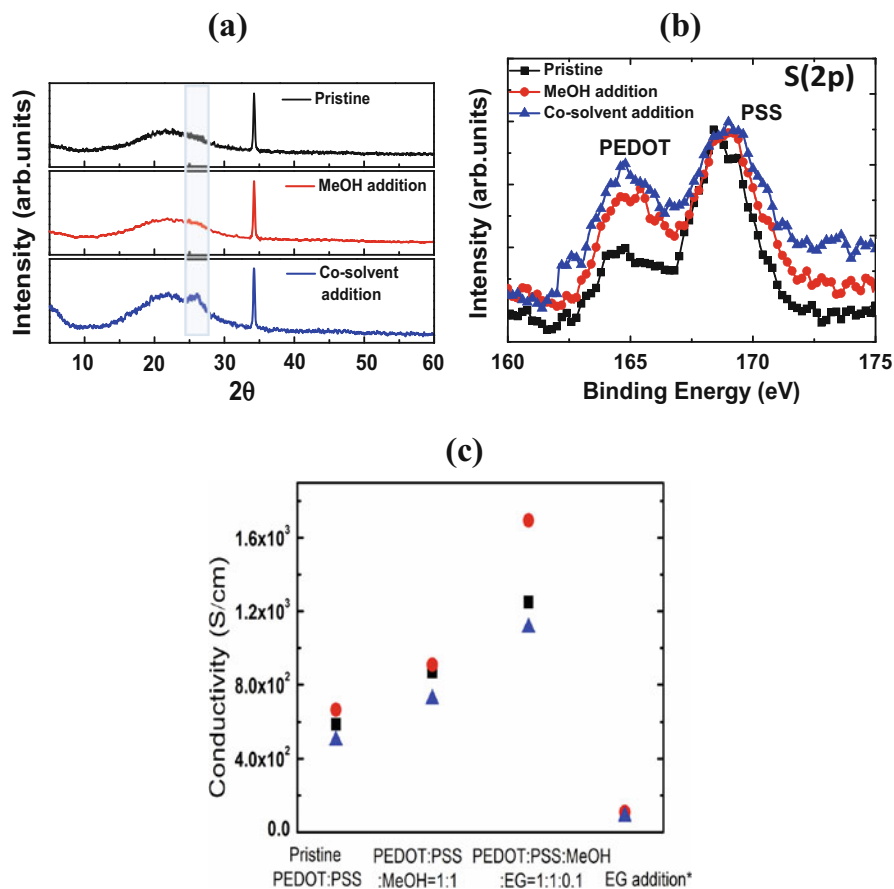 (a)
Pristine
MeOH addition
Co-solvent
addition
Intensity (arb.units)
10 20 30 40 50 60
2θ
(b)
Pristine
MeOH addition
Co-solvent addition
S(2p)
PEDOT
PSS
Intensity (arb.units)
160 165 170 175
Binding Energy (eV)
(c)
Conductivity (S/cm)
1.6x10³
1.2x10³
8.0x10²
4.0x10²
0.0
Pristine
PEDOT:PSS
PEDOT:PSS
:MeOH=1:1
PEDOT:PSS:MeOH
:EG=1:1:0.1
EG addition*